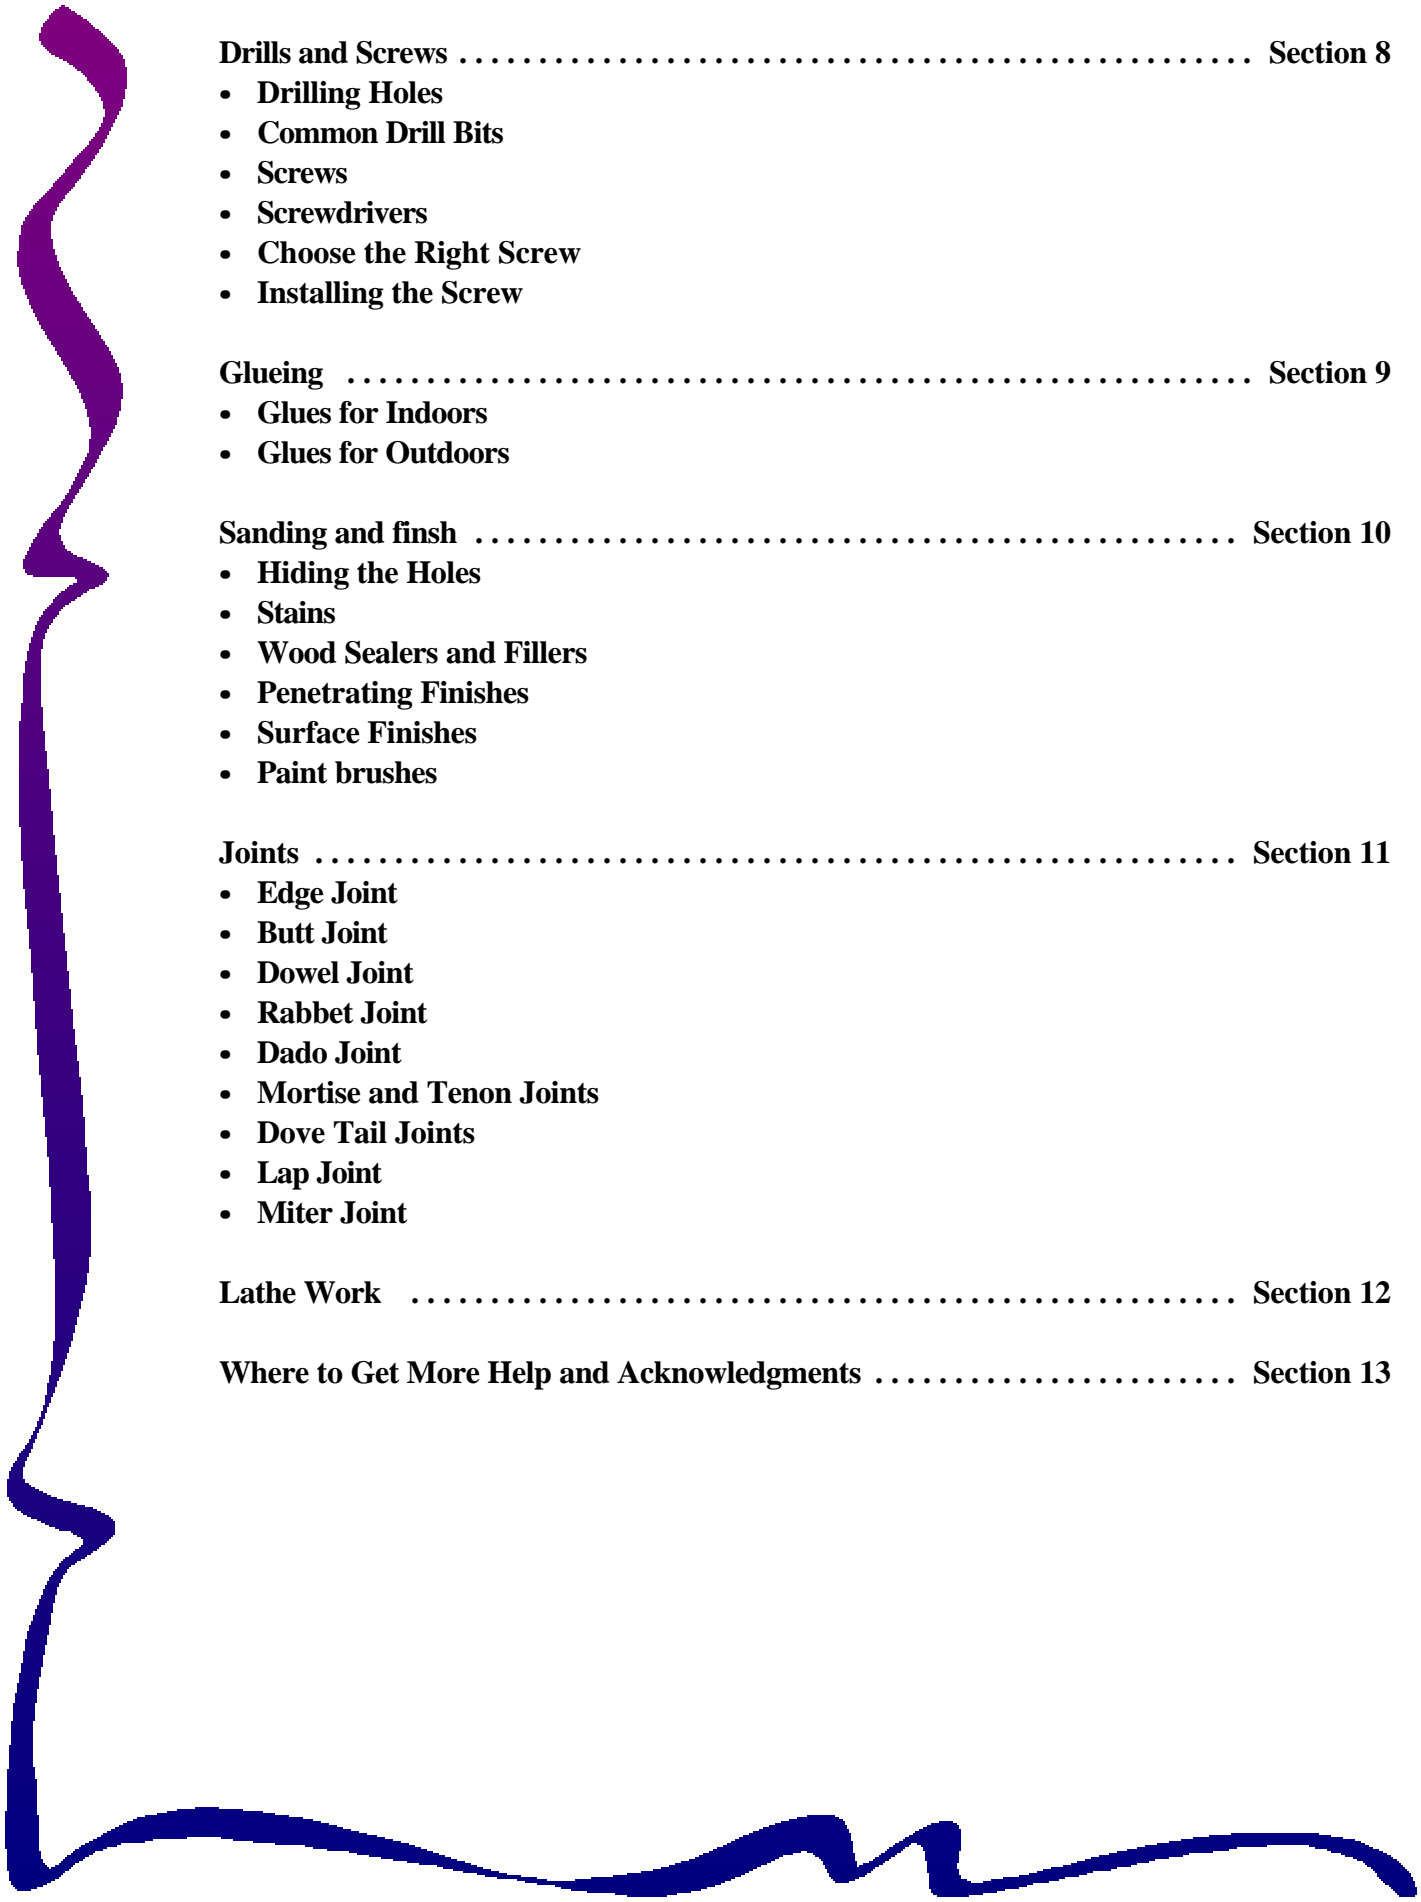 Drills and Screws . . . . . . . . . . . . . . . . . . . . . . . . . . . . . . . . . . . . . . . . . . . . . . . . . . Section 8
• Drilling Holes
• Common Drill Bits
• Screws
• Screwdrivers
• Choose the Right Screw
• Installing the Screw
Glueing . . . . . . . . . . . . . . . . . . . . . . . . . . . . . . . . . . . . . . . . . . . . . . . . . . . . . . . . . Section 9
• Glues for Indoors
• Glues for Outdoors
Sanding and finsh . . . . . . . . . . . . . . . . . . . . . . . . . . . . . . . . . . . . . . . . . . . . . . . . Section 10
• Hiding the Holes
• Stains
• Wood Sealers and Fillers
• Penetrating Finishes
• Surface Finishes
• Paint brushes
Joints . . . . . . . . . . . . . . . . . . . . . . . . . . . . . . . . . . . . . . . . . . . . . . . . . . . . . . . . . . Section 11
• Edge Joint
• Butt Joint
• Dowel Joint
• Rabbet Joint
• Dado Joint
• Mortise and Tenon Joints
• Dove Tail Joints
• Lap Joint
• Miter Joint
Lathe Work . . . . . . . . . . . . . . . . . . . . . . . . . . . . . . . . . . . . . . . . . . . . . . . . . . . . Section 12
Where to Get More Help and Acknowledgments . . . . . . . . . . . . . . . . . . . . . . . Section 13